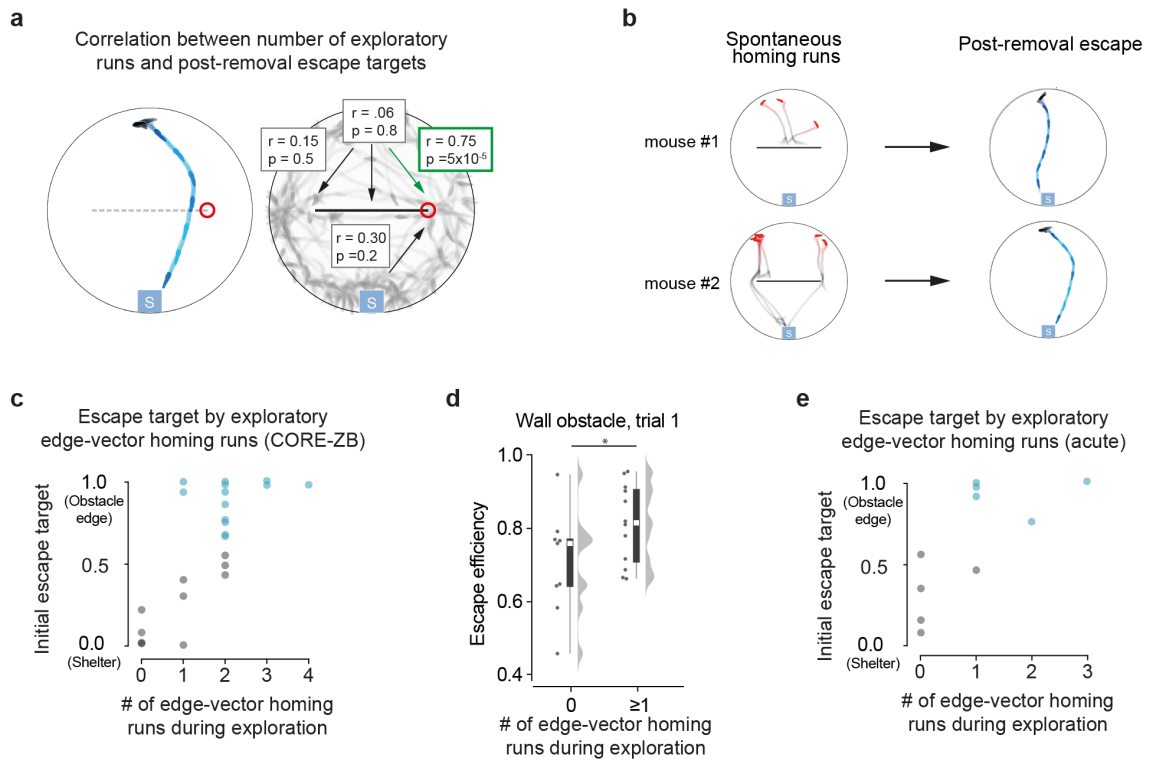 a
Correlation between number of exploratory
runs and post-removal escape targets
r = 0.15
p = 0.5
r = .06
p = 0.8
r = 0.75
p =5x10-5
r = 0.30
p =0.2
S
S
b
Spontaneous
homing runs
Post-removal escape
mouse #1
S
S
mouse #2
S
S
c
Escape target by exploratory
edge-vector homing runs (CORE-ZB)
Initial escape target
1.0
(Obstacle
edge)
0.5
0.0
(Shelter)
0 1 2 3 4
# of edge-vector homing
runs during exploration
d
Wall obstacle, trial 1
*
Escape efficiency
1.0
0.8
0.6
0.4
0 ≥1
# of edge-vector homing
runs during exploration
e
Escape target by exploratory
edge-vector homing runs (acute)
Initial escape target
1.0
(Obstacle
edge)
0.5
0.0
(Shelter)
0 1 2 3
# of edge-vector homing
runs during exploration